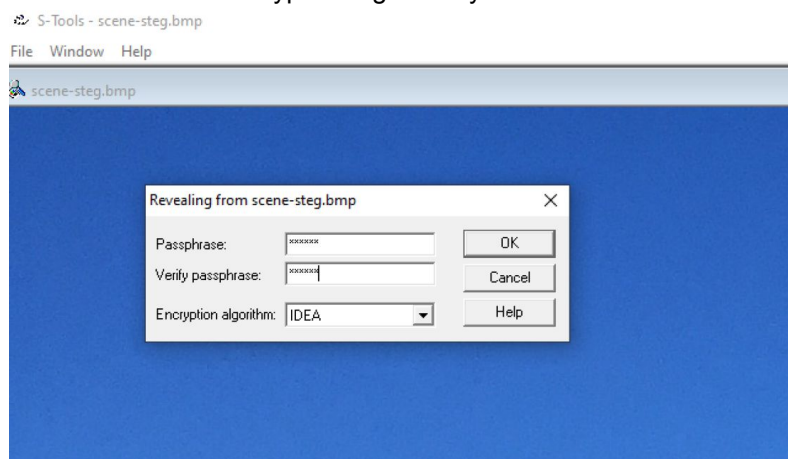 S-Tools - scene-steg.bmp
File Window Help
scene-steg.bmp
Revealing from scene-steg.bmp
Passphrase: ****** OK
Verify passphrase: ****** Cancel
Encryption algorithm: IDEA Help